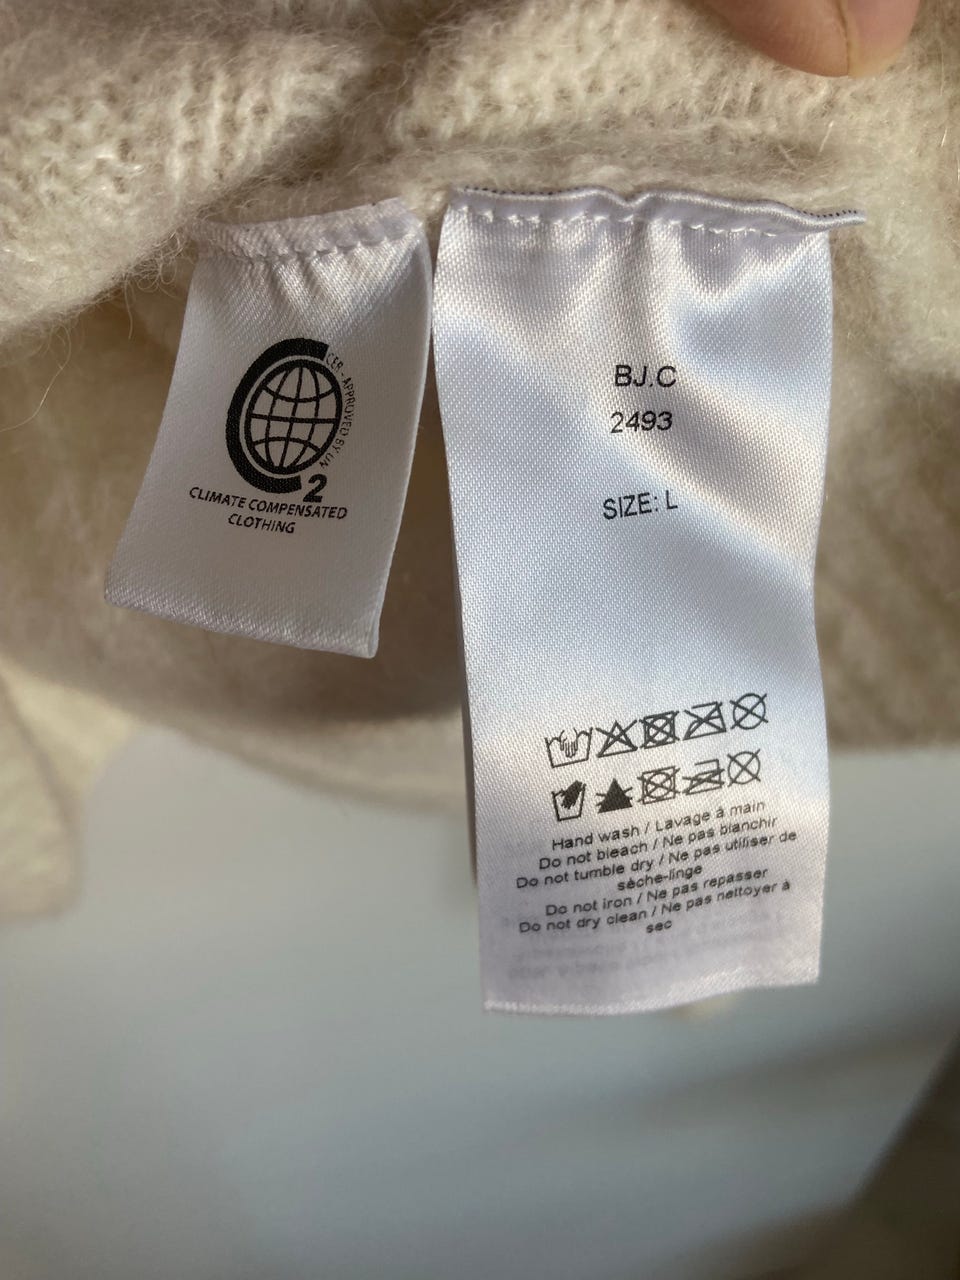 CER - APPROVED BY UN
2
CLIMATE COMPENSATED
CLOTHING
BJ.C
2493
SIZE: L
Hand wash / Lavage à main
Do not bleach / Ne pas blanchir
Do not tumble dry / Ne pas utiliser de
sèche-linge
Do not iron / Ne pas repasser
Do not dry clean / Ne pas nettoyer à
sec